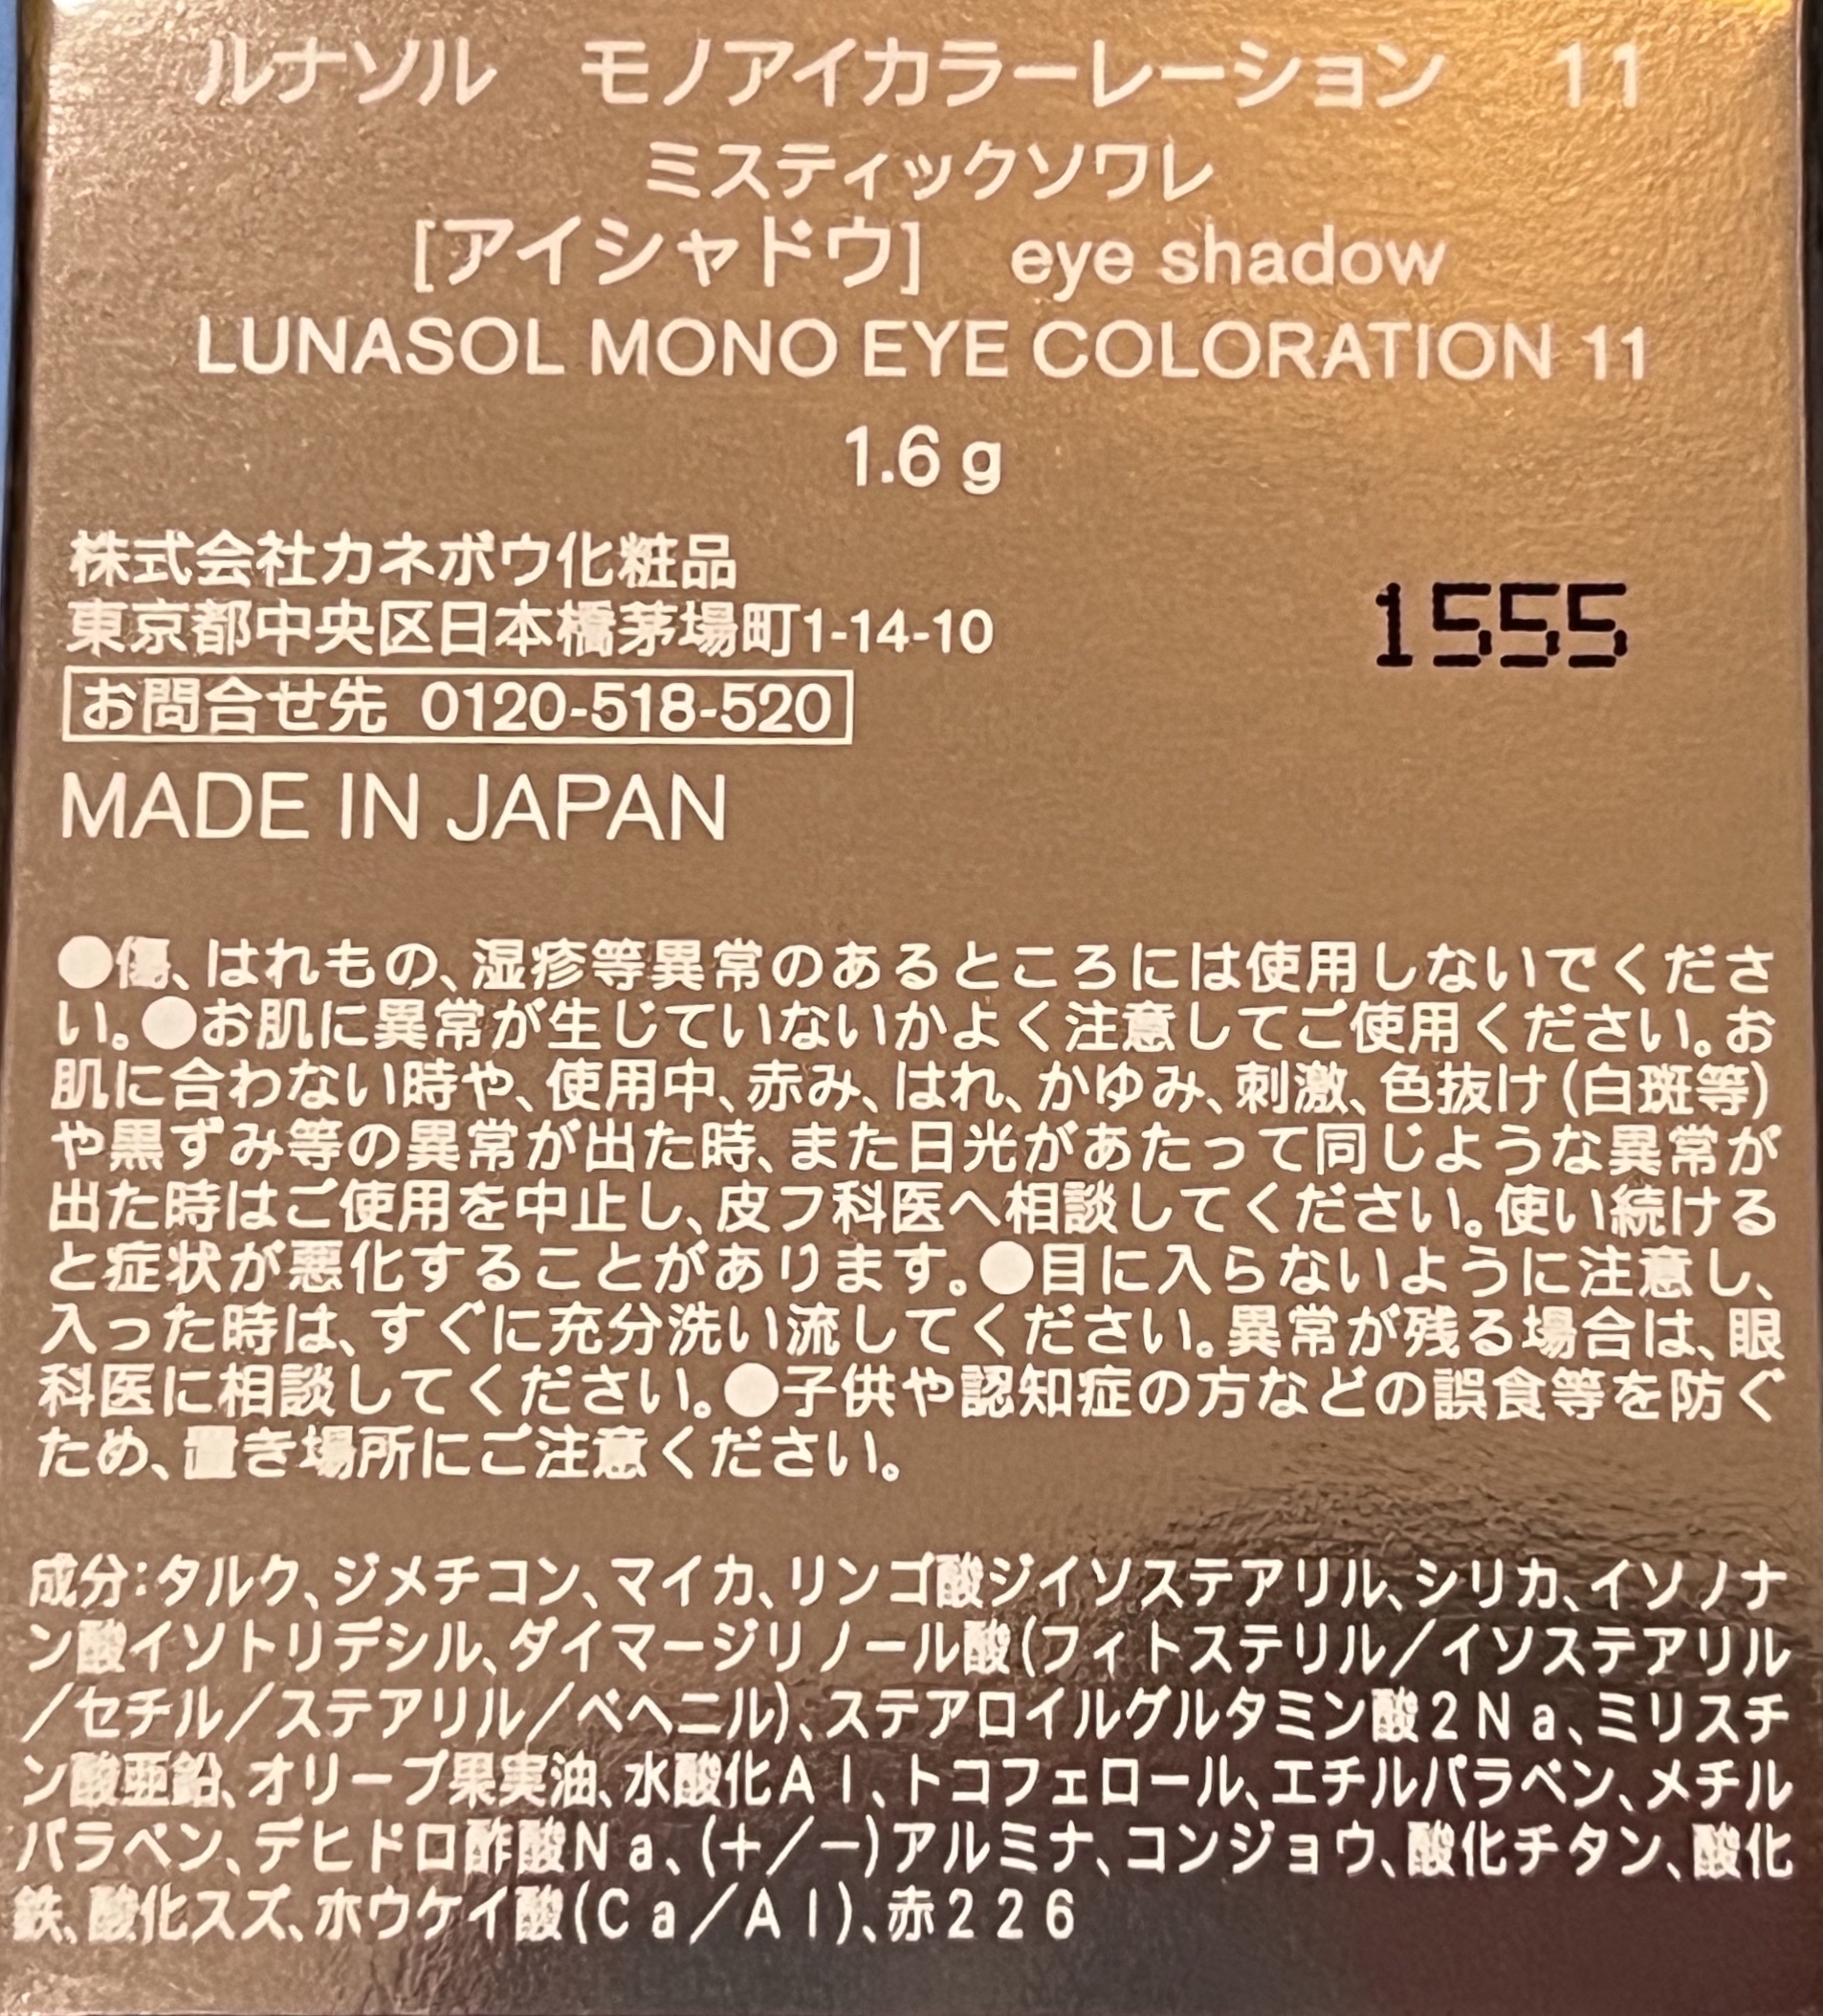 ルナソル　モノアイカラーレーション　11
ミスティックソワレ
[アイシャドウ]　eye shadow
LUNASOL MONO EYE COLORATION 11
1.6 g
株式会社カネボウ化粧品
東京都中央区日本橋茅場町1-14-10
1555
お問合せ先 0120-518-520
MADE IN JAPAN
●傷、はれもの、湿疹等異常のあるところには使用しないでくださ
い。●お肌に異常が生じていないかよく注意してご使用ください。お
肌に合わない時や、使用中、赤み、はれ、かゆみ、刺激、色抜け(白斑等)
や黒ずみ等の異常が出た時、また日光があたって同じような異常が
出た時はご使用を中止し、皮フ科医へ相談してください。使い続ける
と症状が悪化することがあります。●目に入らないように注意し、
入った時は、すぐに充分洗い流してください。異常が残る場合は、眼
科医に相談してください。●子供や認知症の方などの誤食等を防ぐ
ため、置き場所にご注意ください。
成分：タルク、ジメチコン、マイカ、リンゴ酸ジイソステアリル、シリカ、イソノナ
ン酸イソトリデシル、ダイマージリノール酸(フィトステリル／イソステアリル
／セチル／ステアリル／ベヘニル)、ステアロイルグルタミン酸２Ｎａ、ミリスチ
ン酸亜鉛、オリーブ果実油、水酸化Ａｌ、トコフェロール、エチルパラベン、メチル
パラベン、デヒドロ酢酸Ｎａ、(＋／－)アルミナ、コンジョウ、酸化チタン、酸化
鉄、酸化スズ、ホウケイ酸(Ｃａ／Ａｌ)、赤２２６